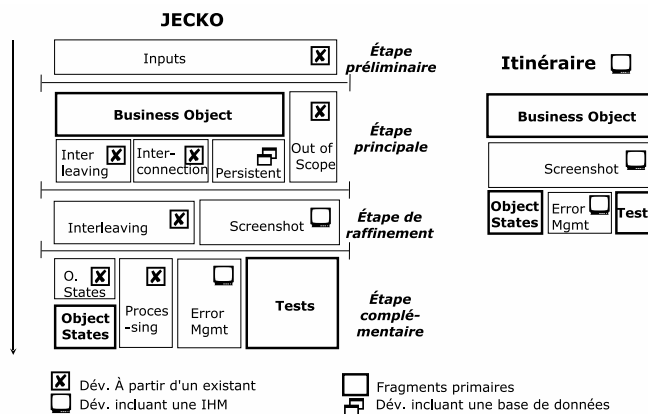 JECKO
Inputs
Étape
préliminaire
Business Object
Inter
leaving
Inter-
connection
Persistent
Out of
Scope
Étape
principale
Interleaving
Screenshot
Étape de
raffinement
O.
States
Object
States
Proces
-sing
Error
Mgmt
Tests
Étape
complé-
mentaire
Itinéraire
Business Object
Screenshot
Object
States
Error
Mgmt
Dév. À partir d'un existant
Dév. incluant une IHM
Fragments primaires
Dév. incluant une base de données